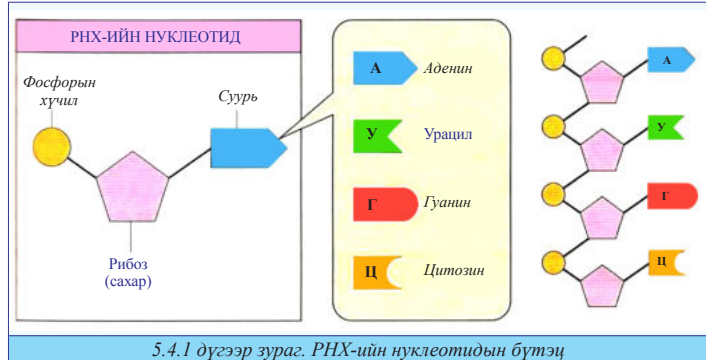 РНХ-ИЙН НУКЛЕОТИД
Фосфорын
хүчил
Суурь
Рибоз
(сахар)
А Аденин
У Урацил
Г Гуанин
Ц Цитозин
А
У
Г
Ц
5.4.1 дүгээр зураг. РНХ-ийн нуклеотидын бүтэц